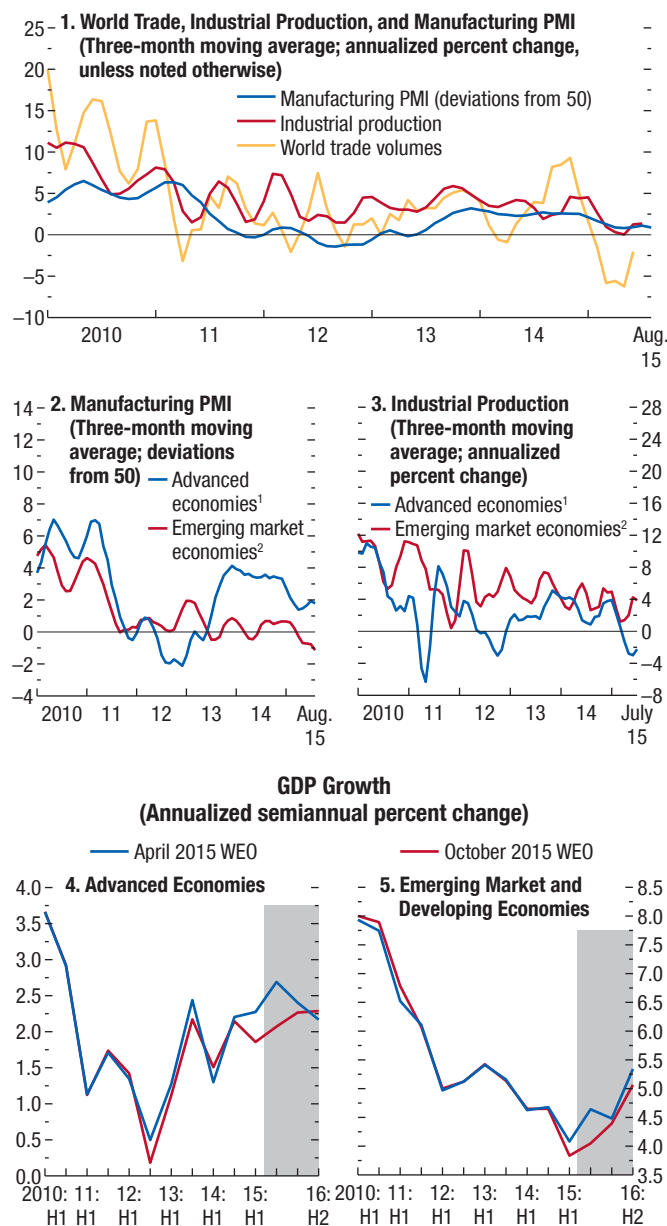 1. World Trade, Industrial Production, and Manufacturing PMI
(Three-month moving average; annualized percent change,
unless noted otherwise)
Manufacturing PMI (deviations from 50)
Industrial production
World trade volumes
25
20
15
10
5
0
–5
–10
2010
11
12
13
14
Aug.
15
2. Manufacturing PMI
(Three-month moving
average; deviations
from 50)
Advanced
economies¹
Emerging market
economies²
14
12
10
8
6
4
2
0
–2
–4
2010
11
12
13
14
Aug.
15
3. Industrial Production
(Three-month moving
average; annualized
percent change)
Advanced economies¹
Emerging market economies²
28
24
20
16
12
8
4
0
–4
–8
2010
11
12
13
14
July
15
GDP Growth
(Annualized semiannual percent change)
April 2015 WEO
October 2015 WEO
4. Advanced Economies
4.0
3.5
3.0
2.5
2.0
1.5
1.0
0.5
0.0
2010:
H1
11:
H1
12:
H1
13:
H1
14:
H1
15:
H1
16:
H2
5. Emerging Market and
Developing Economies
8.5
8.0
7.5
7.0
6.5
6.0
5.5
5.0
4.5
4.0
3.5
2010:
H1
11:
H1
12:
H1
13:
H1
14:
H1
15:
H1
16:
H2